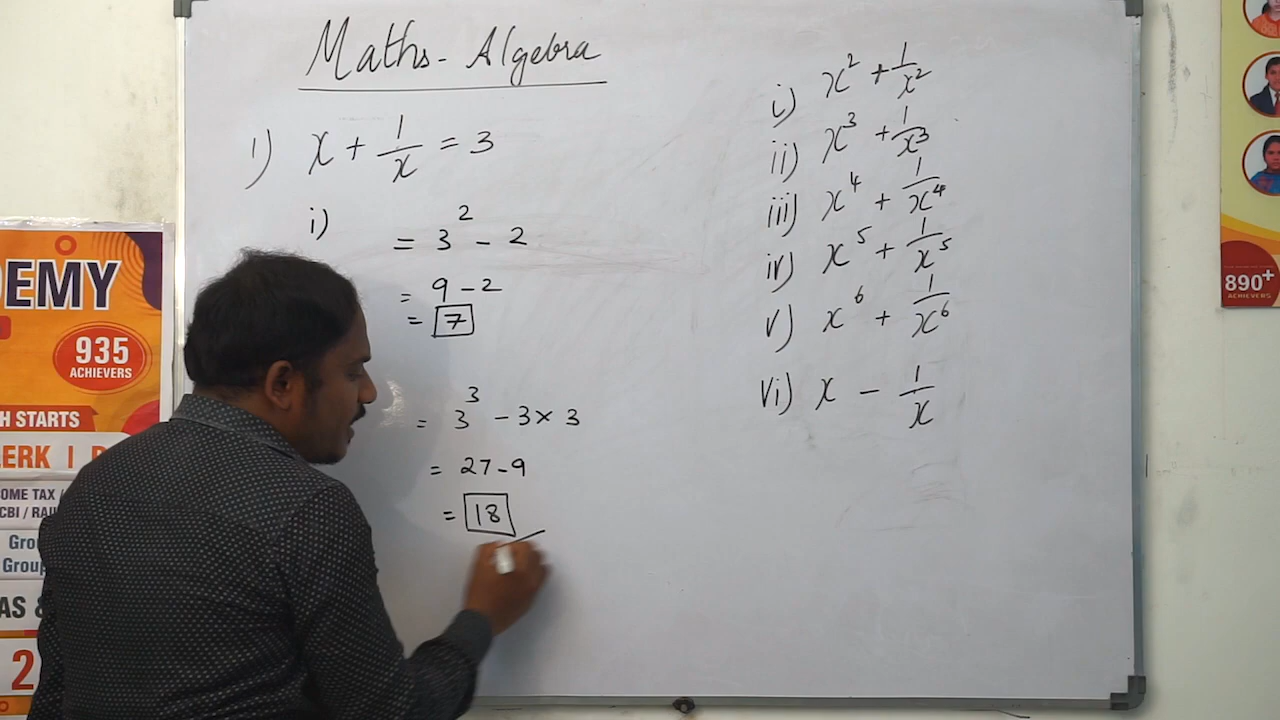 Maths - Algebra
1) x + 1/x = 3
i) = 3² - 2
= 9 - 2
= 7
= 3³ - 3 × 3
= 27 - 9
= 18
i) x² + 1/x²
ii) x³ + 1/x³
iii) x⁴ + 1/x⁴
iv) x⁵ + 1/x⁵
v) x⁶ + 1/x⁶
vi) x - 1/x
EMY
935
ACHIEVERS
H STARTS
LERK |
OME TAX /
CBI /
Group
AS &
2
890+
ACHIEVERS